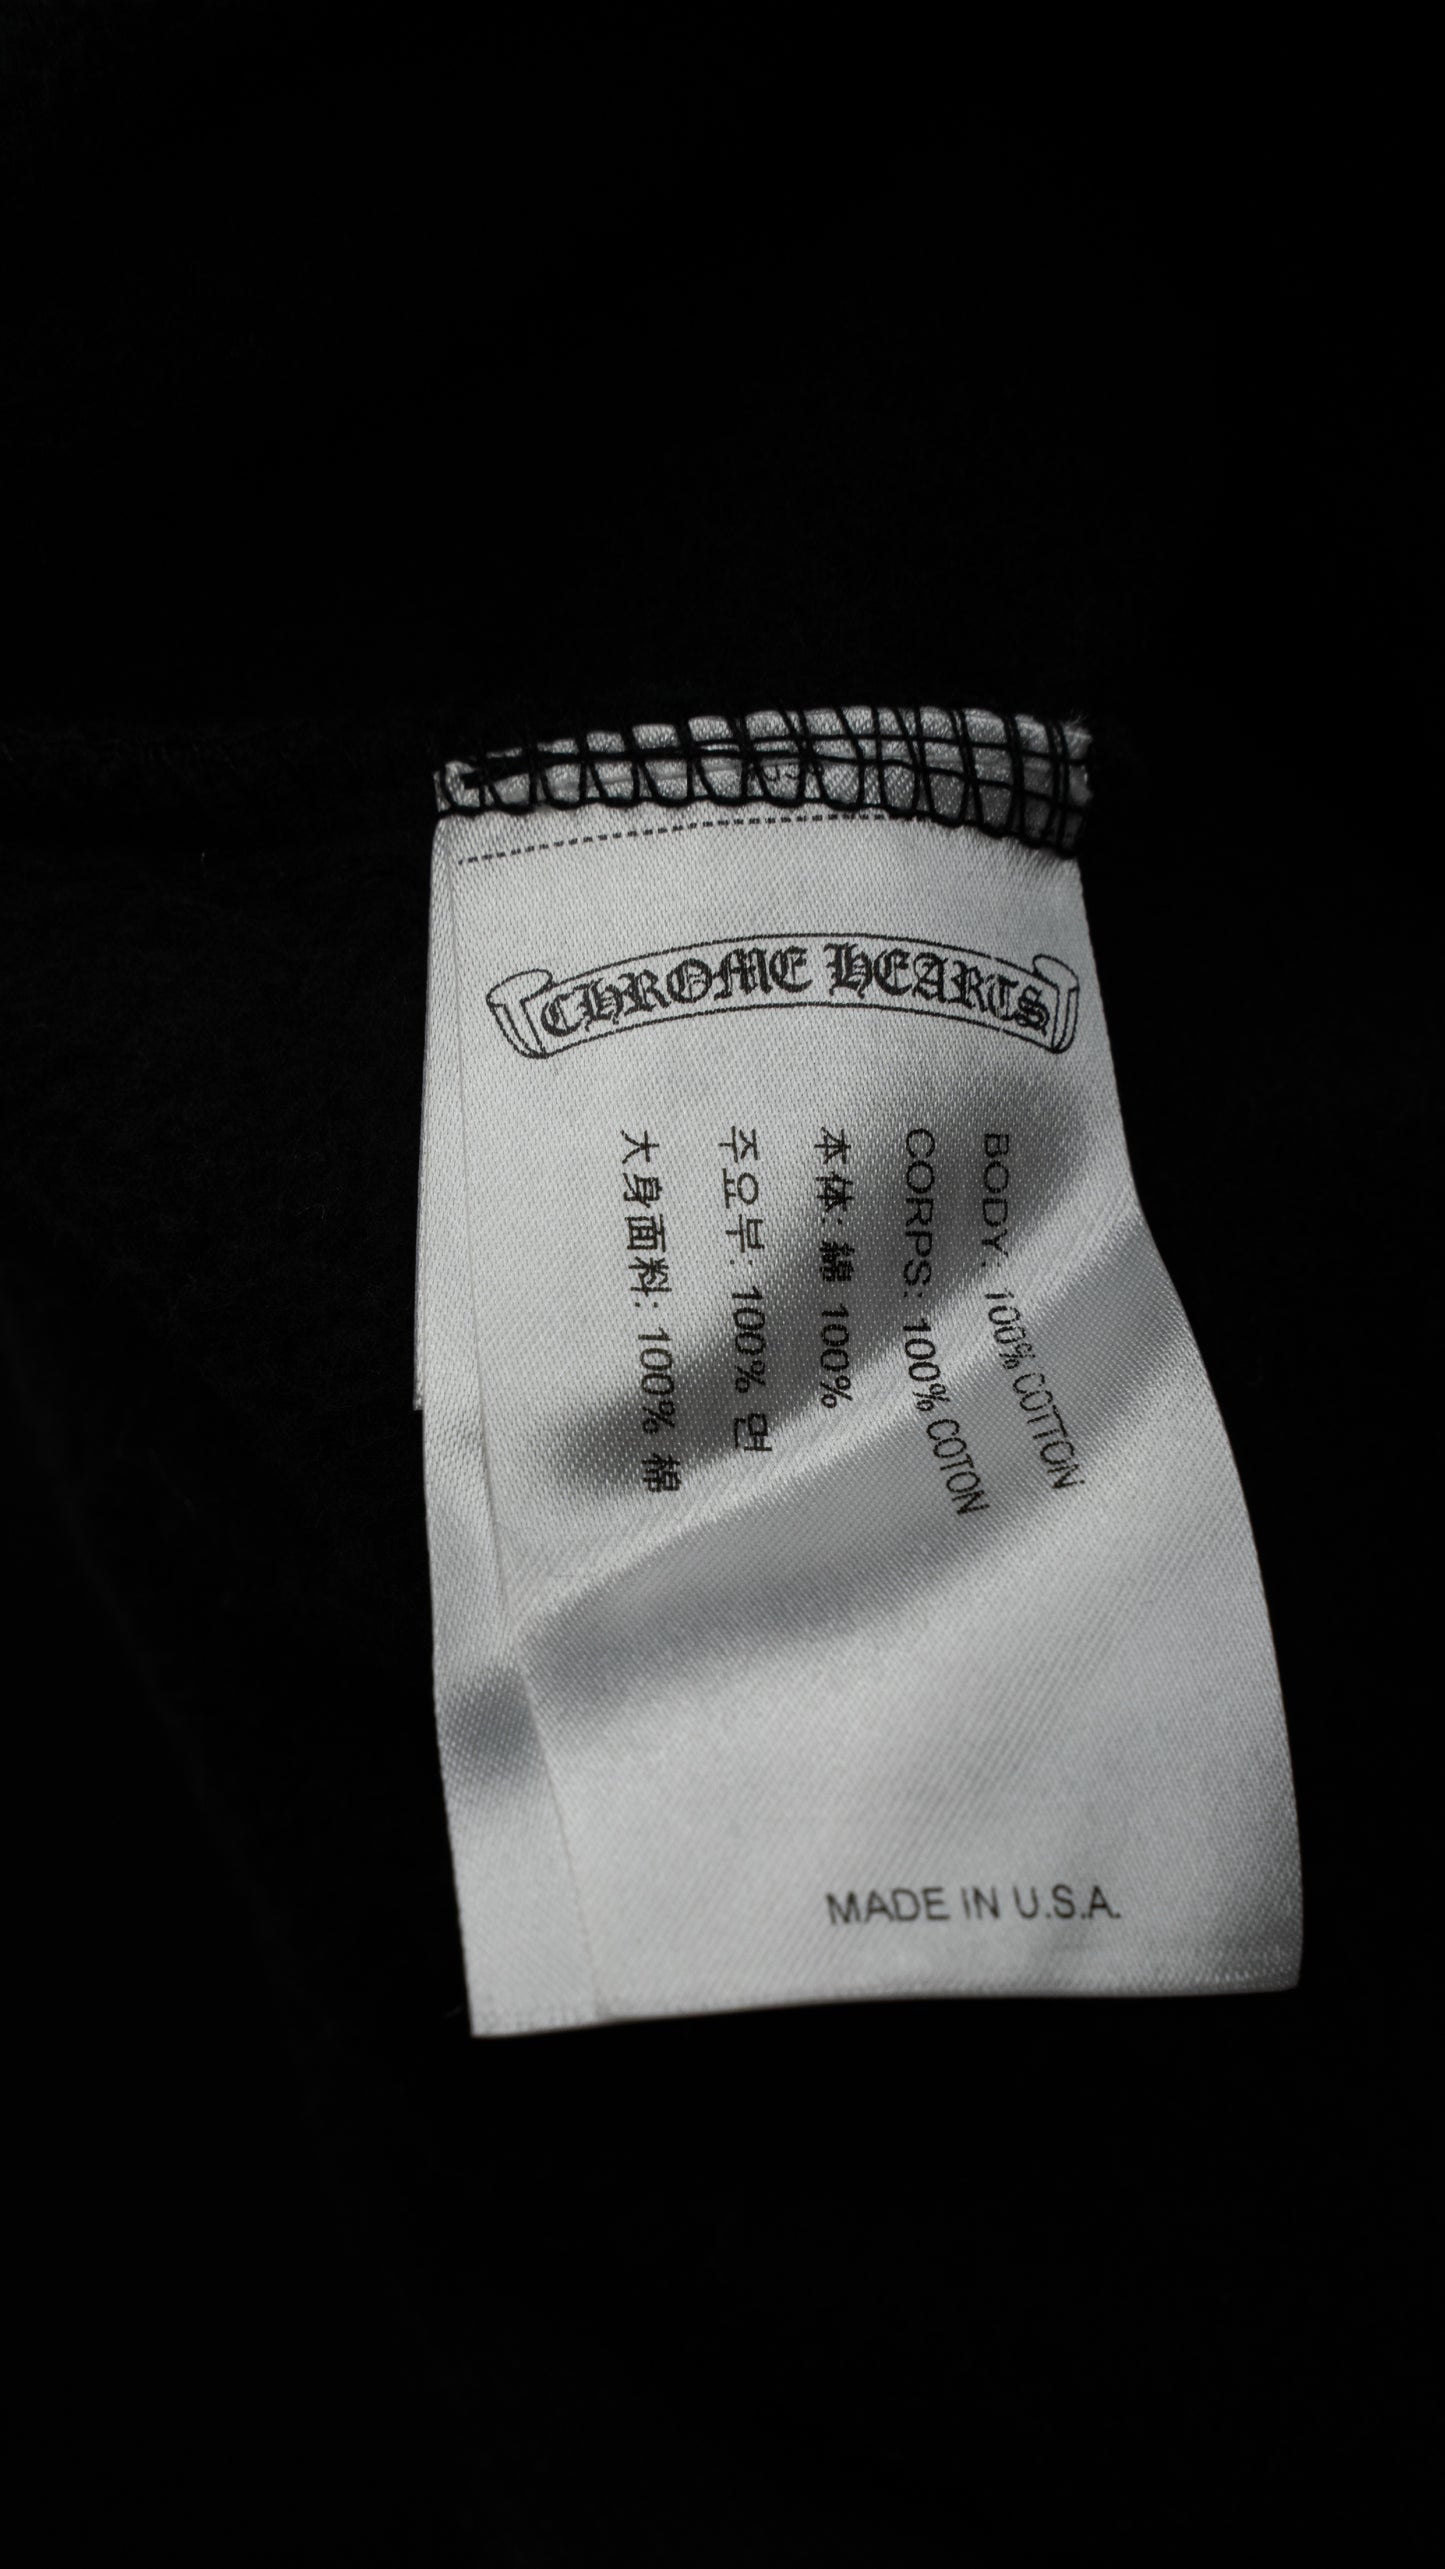 CHROME HEARTS
BODY: 100% COTTON
CORPS: 100% COTON
本体: 綿 100%
주요부: 100% 면
大身面料: 100% 棉
MADE IN U.S.A.